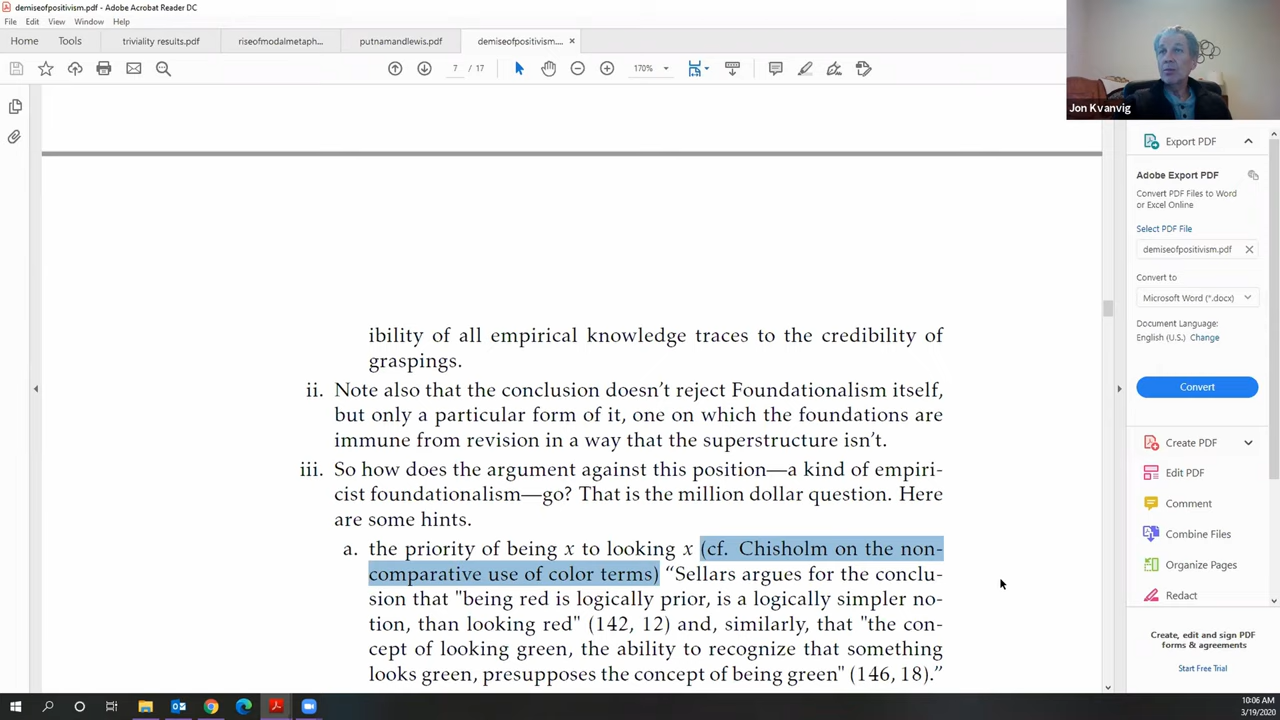 demiseofpositivism.pdf - Adobe Acrobat Reader DC
File Edit View Window Help
Home Tools triviality results.pdf riseofmodalmetaph... putnamandlewis.pdf demiseofpositivism.... ×
7 / 17 170%
Jon Kvanvig
ibility of all empirical knowledge traces to the credibility of
graspings.
ii. Note also that the conclusion doesn't reject Foundationalism itself,
but only a particular form of it, one on which the foundations are
immune from revision in a way that the superstructure isn't.
iii. So how does the argument against this position—a kind of empiri-
cist foundationalism—go? That is the million dollar question. Here
are some hints.
a. the priority of being x to looking x (cf. Chisholm on the non-
comparative use of color terms) “Sellars argues for the conclu-
sion that "being red is logically prior, is a logically simpler no-
tion, than looking red" (142, 12) and, similarly, that "the con-
cept of looking green, the ability to recognize that something
looks green, presupposes the concept of being green" (146, 18).”
Export PDF
Adobe Export PDF
Convert PDF Files to Word
or Excel Online
Select PDF File
demiseofpositivism.pdf
Convert to
Microsoft Word (*.docx)
Document Language:
English (U.S.) Change
Convert
Create PDF
Edit PDF
Comment
Combine Files
Organize Pages
Redact
Create, edit and sign PDF
forms & agreements
Start Free Trial
10:06 AM
3/19/2020